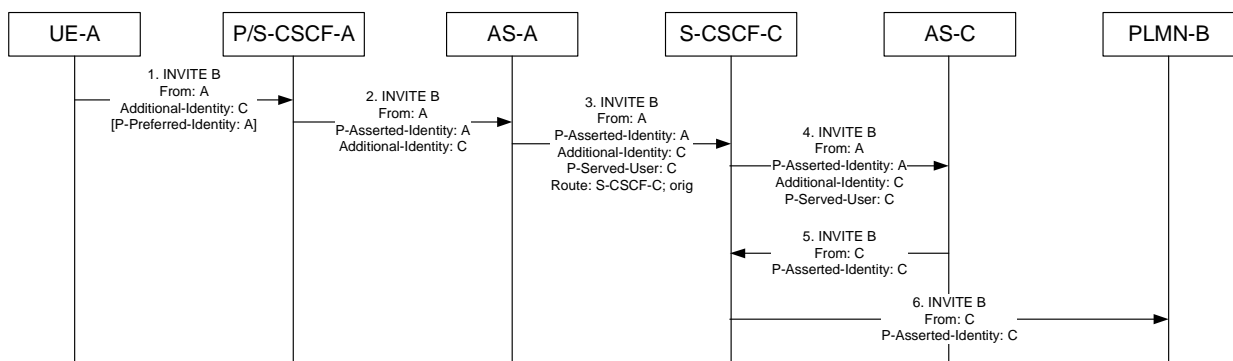 UE-A
P/S-CSCF-A
AS-A
S-CSCF-C
AS-C
PLMN-B
1. INVITE B
From: A
Additional-Identity: C
[P-Preferred-Identity: A]
2. INVITE B
From: A
P-Asserted-Identity: A
Additional-Identity: C
3. INVITE B
From: A
P-Asserted-Identity: A
Additional-Identity: C
P-Served-User: C
Route: S-CSCF-C; orig
4. INVITE B
From: A
P-Asserted-Identity: A
Additional-Identity: C
P-Served-User: C
5. INVITE B
From: C
P-Asserted-Identity: C
6. INVITE B
From: C
P-Asserted-Identity: C